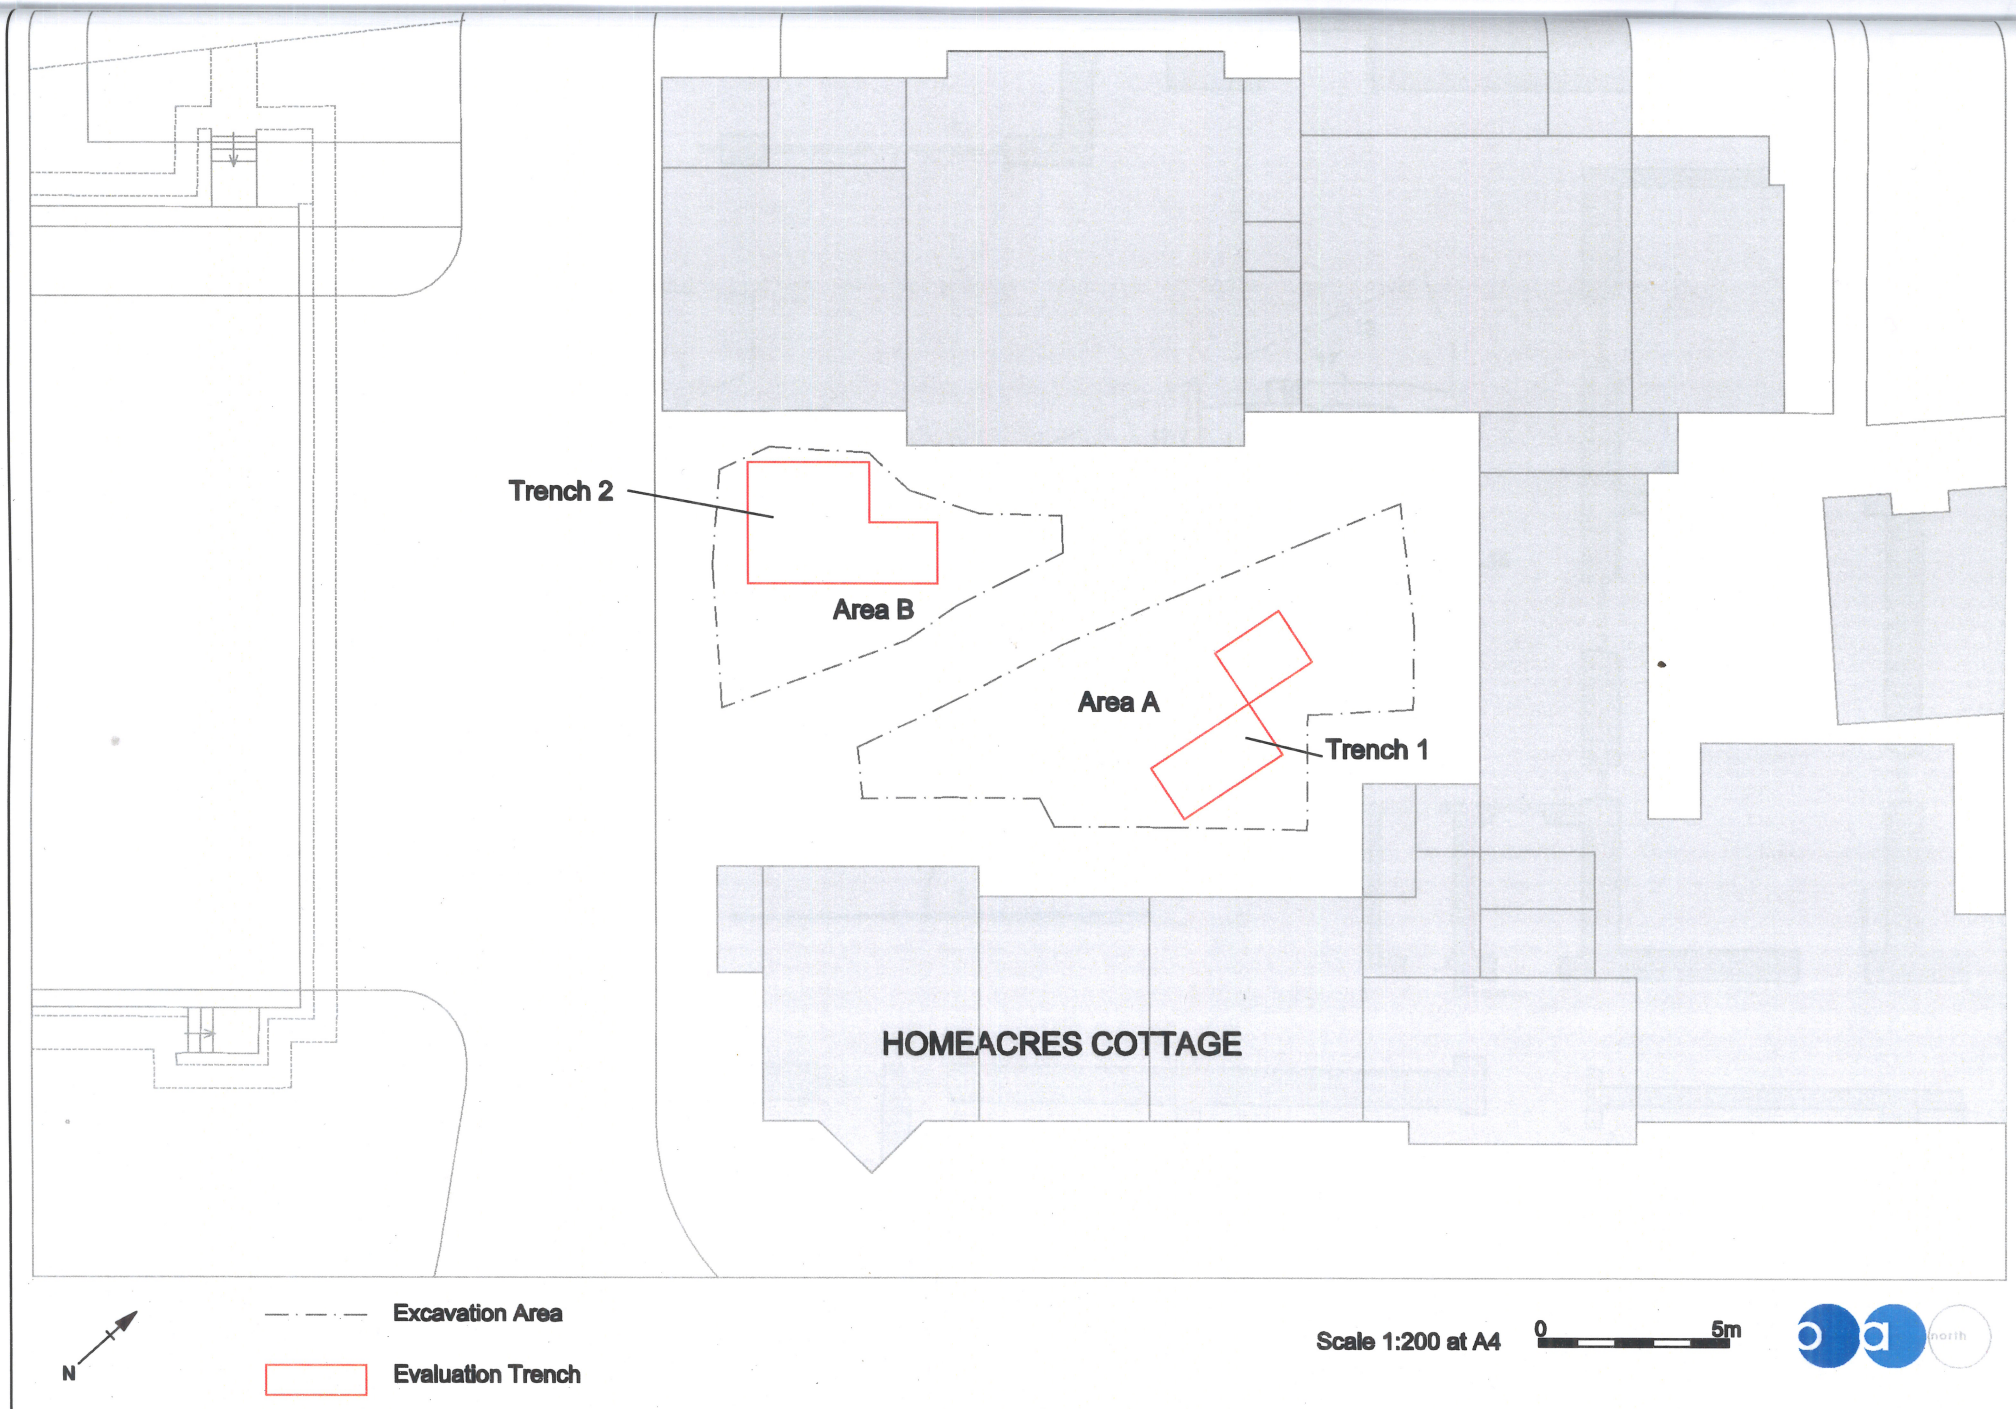 Trench 2
Area B
Area A
Trench 1
HOMEACRES COTTAGE
N
Excavation Area
Evaluation Trench
Scale 1:200 at A4
0 5m
oa north